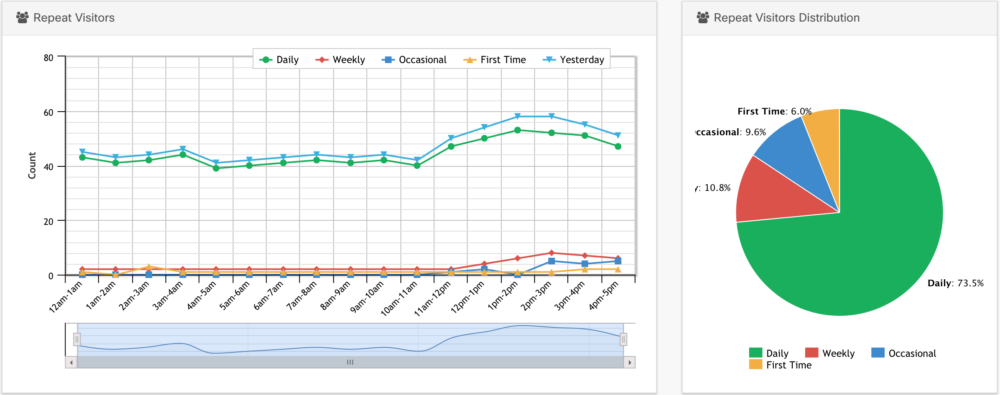 Repeat Visitors
Daily Weekly Occasional First Time Yesterday
80
60
40
20
0
Count
12am-1am
1am-2am
2am-3am
3am-4am
4am-5am
5am-6am
6am-7am
7am-8am
8am-9am
9am-10am
10am-11am
11am-12pm
12pm-1pm
1pm-2pm
2pm-3pm
3pm-4pm
4pm-5pm
Repeat Visitors Distribution
First Time: 6.0%
ccasional: 9.6%
y: 10.8%
Daily: 73.5%
Daily Weekly Occasional
First Time